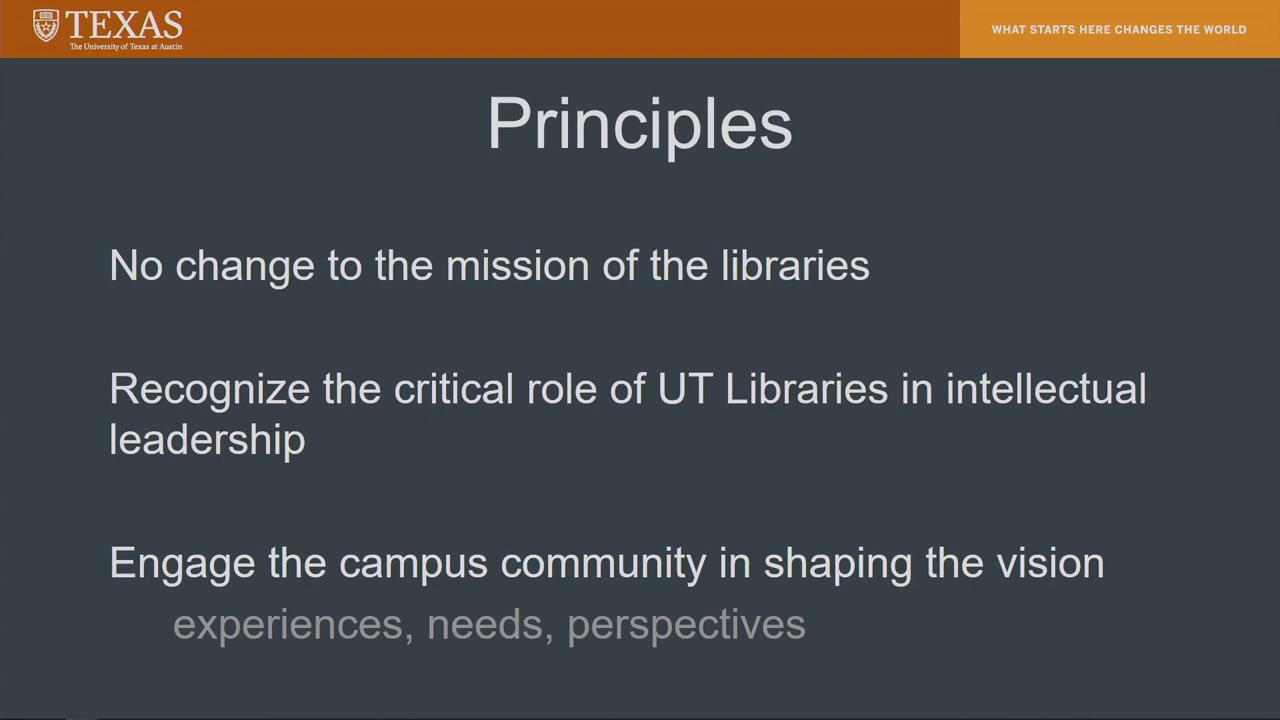 TEXAS
The University of Texas at Austin
WHAT STARTS HERE CHANGES THE WORLD
Principles
No change to the mission of the libraries
Recognize the critical role of UT Libraries in intellectual
leadership
Engage the campus community in shaping the vision
experiences, needs, perspectives